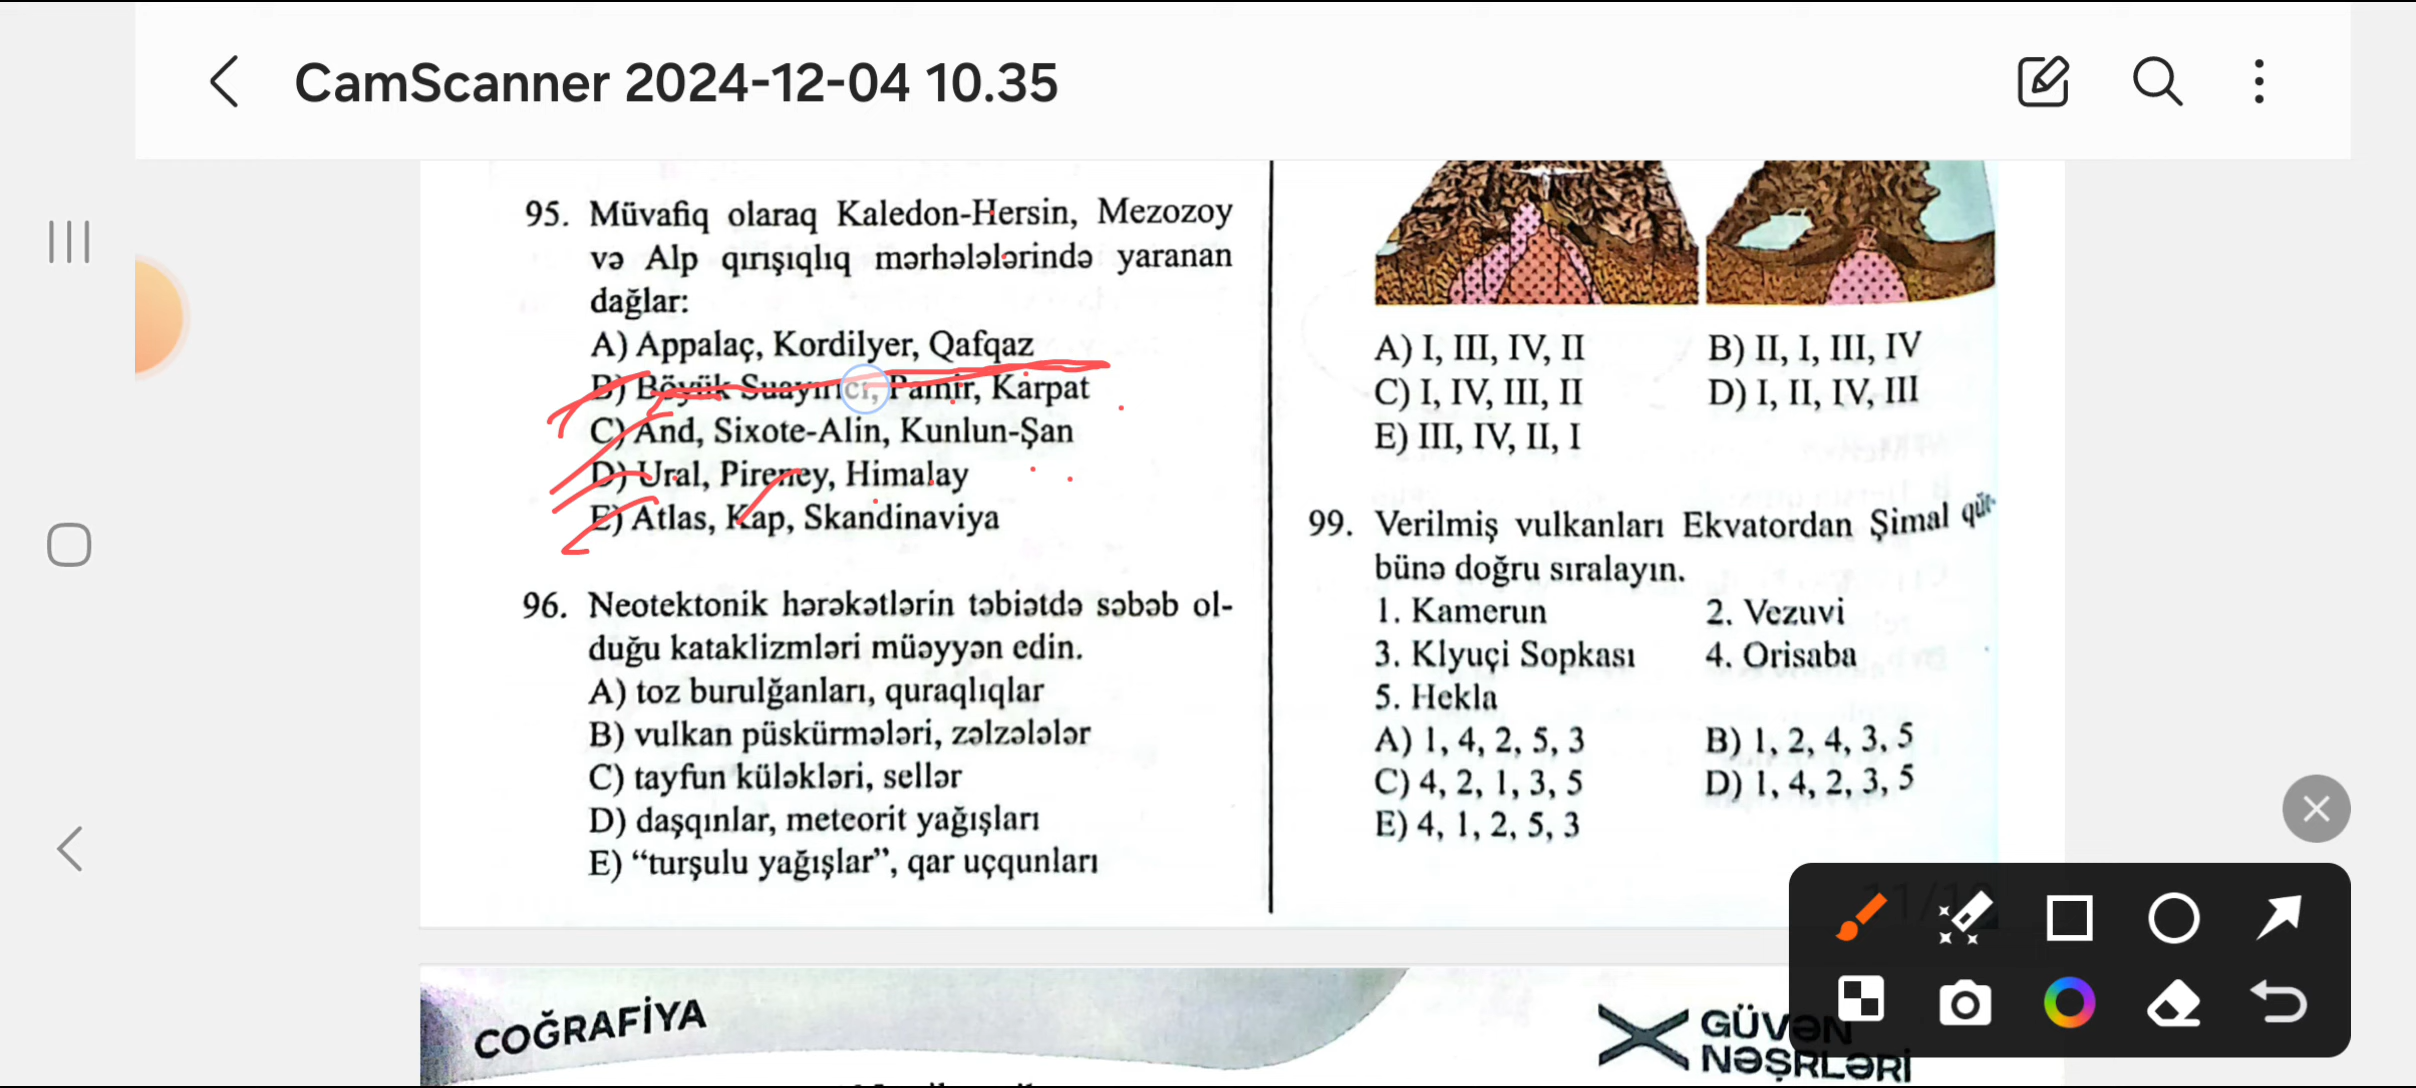 CamScanner 2024-12-04 10.35
95. Müvafiq olaraq Kaledon-Hersin, Mezozoy
və Alp qırışıqlıq mərhələlərində yaranan
dağlar:
A) Appalaç, Kordilyer, Qafqaz
B) Böyük Suayırıcı, Pamir, Karpat
C) And, Sixote-Alin, Kunlun-Şan
D) Ural, Pireney, Himalay
E) Atlas, Kap, Skandinaviya
96. Neotektonik hərəkətlərin təbiətdə səbəb ol-
duğu kataklizmləri müəyyən edin.
A) toz burulğanları, quraqlıqlar
B) vulkan püskürmələri, zəlzələlər
C) tayfun küləkləri, sellər
D) daşqınlar, meteorit yağışları
E) “turşulu yağışlar”, qar uçqunları
A) I, III, IV, II
B) II, I, III, IV
C) I, IV, III, II
D) I, II, IV, III
E) III, IV, II, I
99. Verilmiş vulkanları Ekvatordan Şimal qüt-
bünə doğru sıralayın.
1. Kamerun
2. Vezuvi
3. Klyuçi Sopkası
4. Orisaba
5. Hekla
A) 1, 4, 2, 5, 3
B) 1, 2, 4, 3, 5
C) 4, 2, 1, 3, 5
D) 1, 4, 2, 3, 5
E) 4, 1, 2, 5, 3
COĞRAFİYA
GÜVƏN
NƏŞRLƏRİ